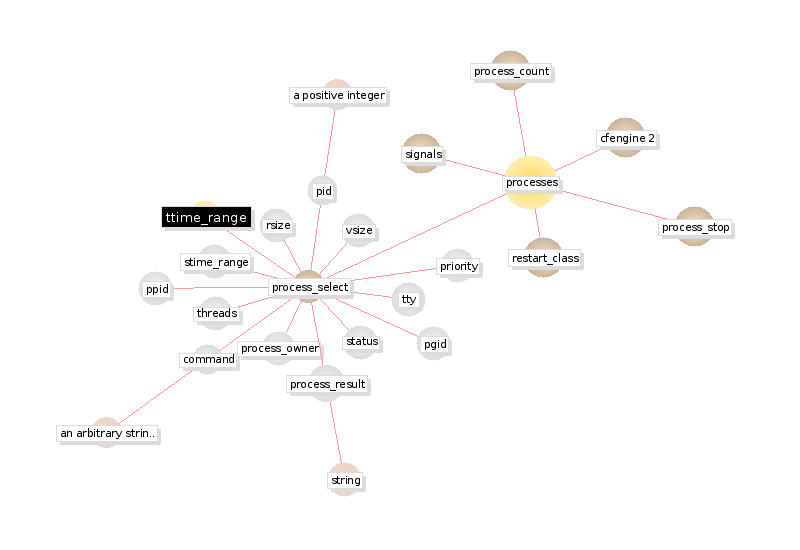 process_count
a positive integer
cfengine 2
signals
processes
pid
ttime_range
rsize
vsize
process_stop
restart_class
stime_range
priority
ppid
process_select
tty
threads
status
pgid
process_owner
command
process_result
an arbitrary strin..
string